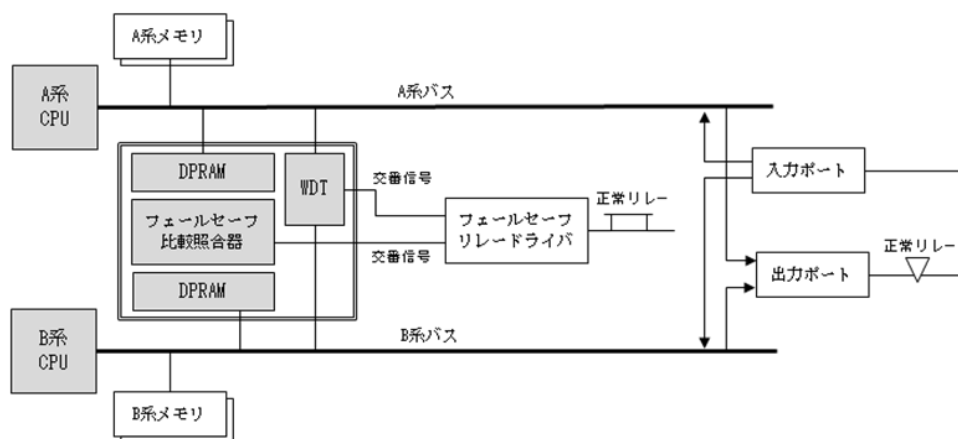 A系メモリ
A系
CPU
A系バス
DPRAM
WDT
交番信号
入力ポート
フェールセーフ
比較照合器
フェールセーフ
リレードライバ
正常リレー
交番信号
正常リレー
出力ポート
DPRAM
B系
CPU
B系バス
B系メモリ